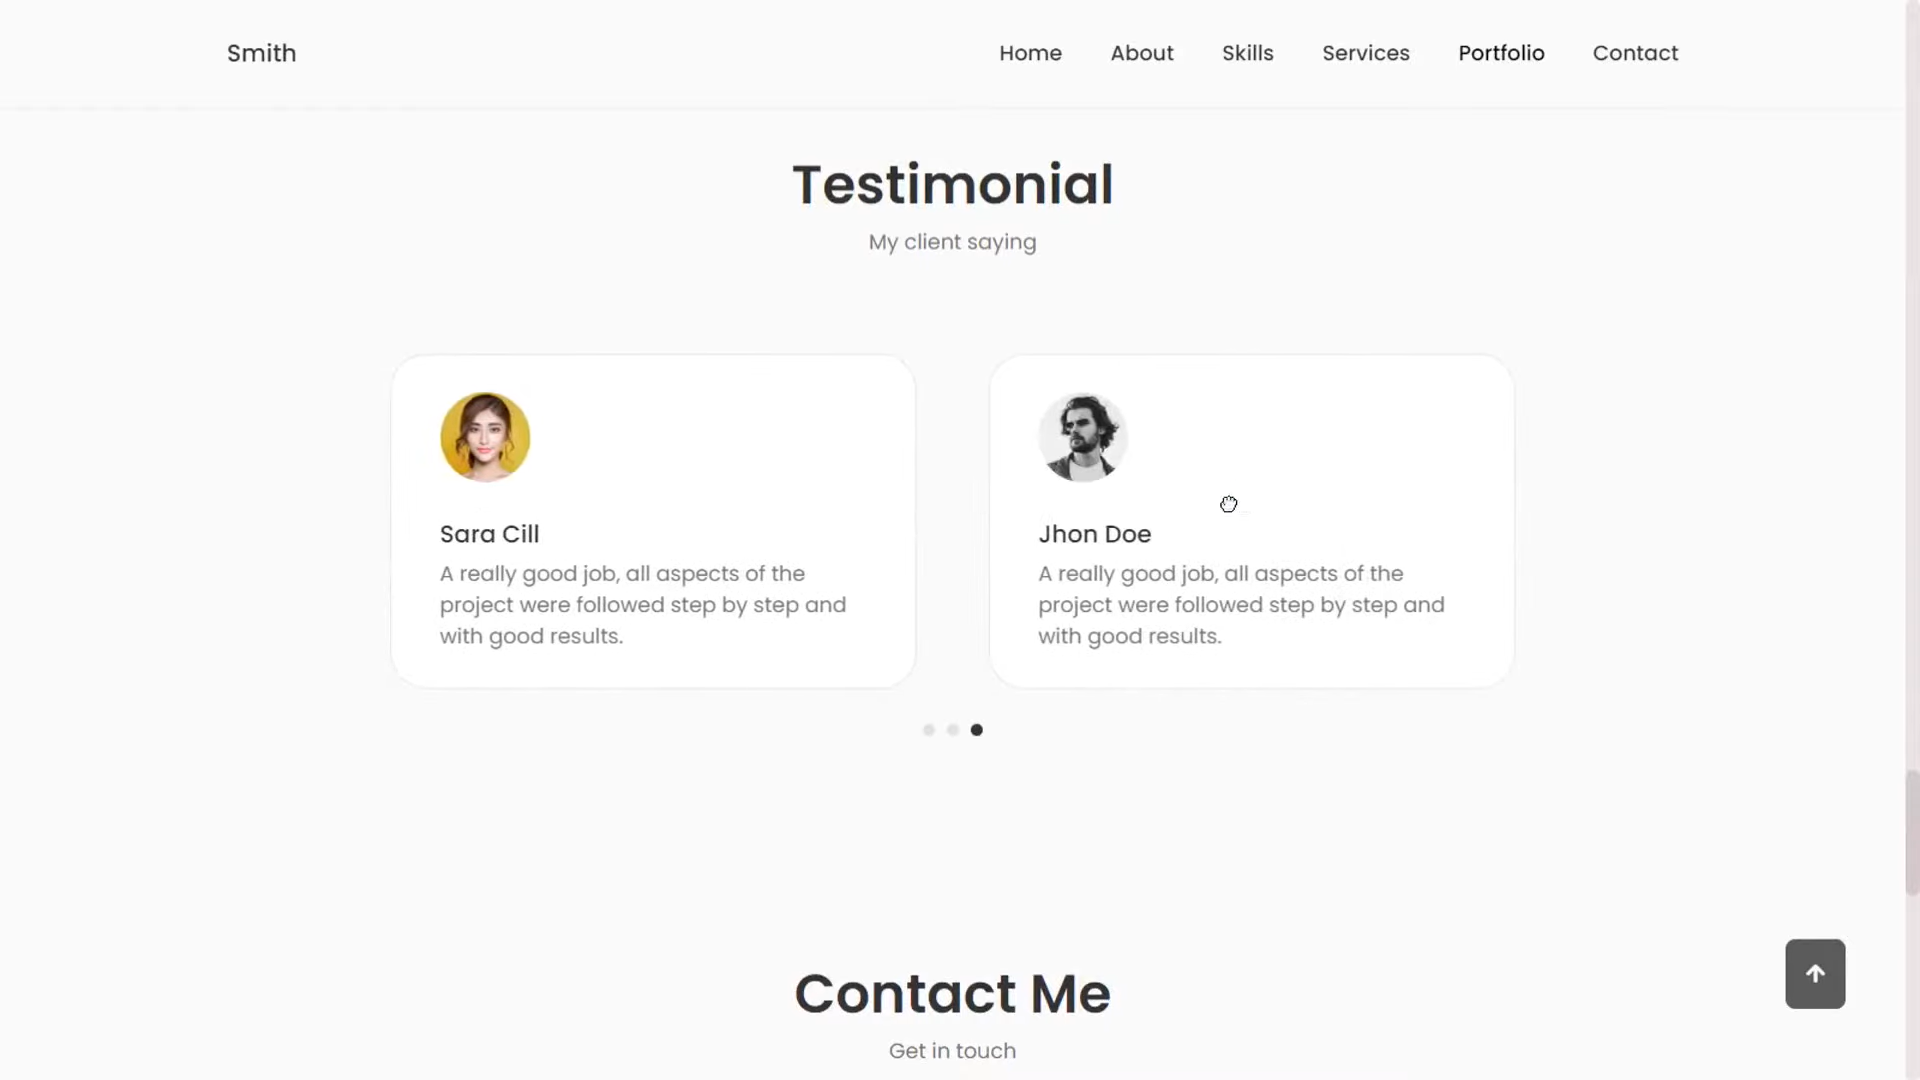 Smith
Home About Skills Services Portfolio Contact
Testimonial
My client saying
Sara Cill
A really good job, all aspects of the
project were followed step by step and
with good results.
Jhon Doe
A really good job, all aspects of the
project were followed step by step and
with good results.
Contact Me
Get in touch